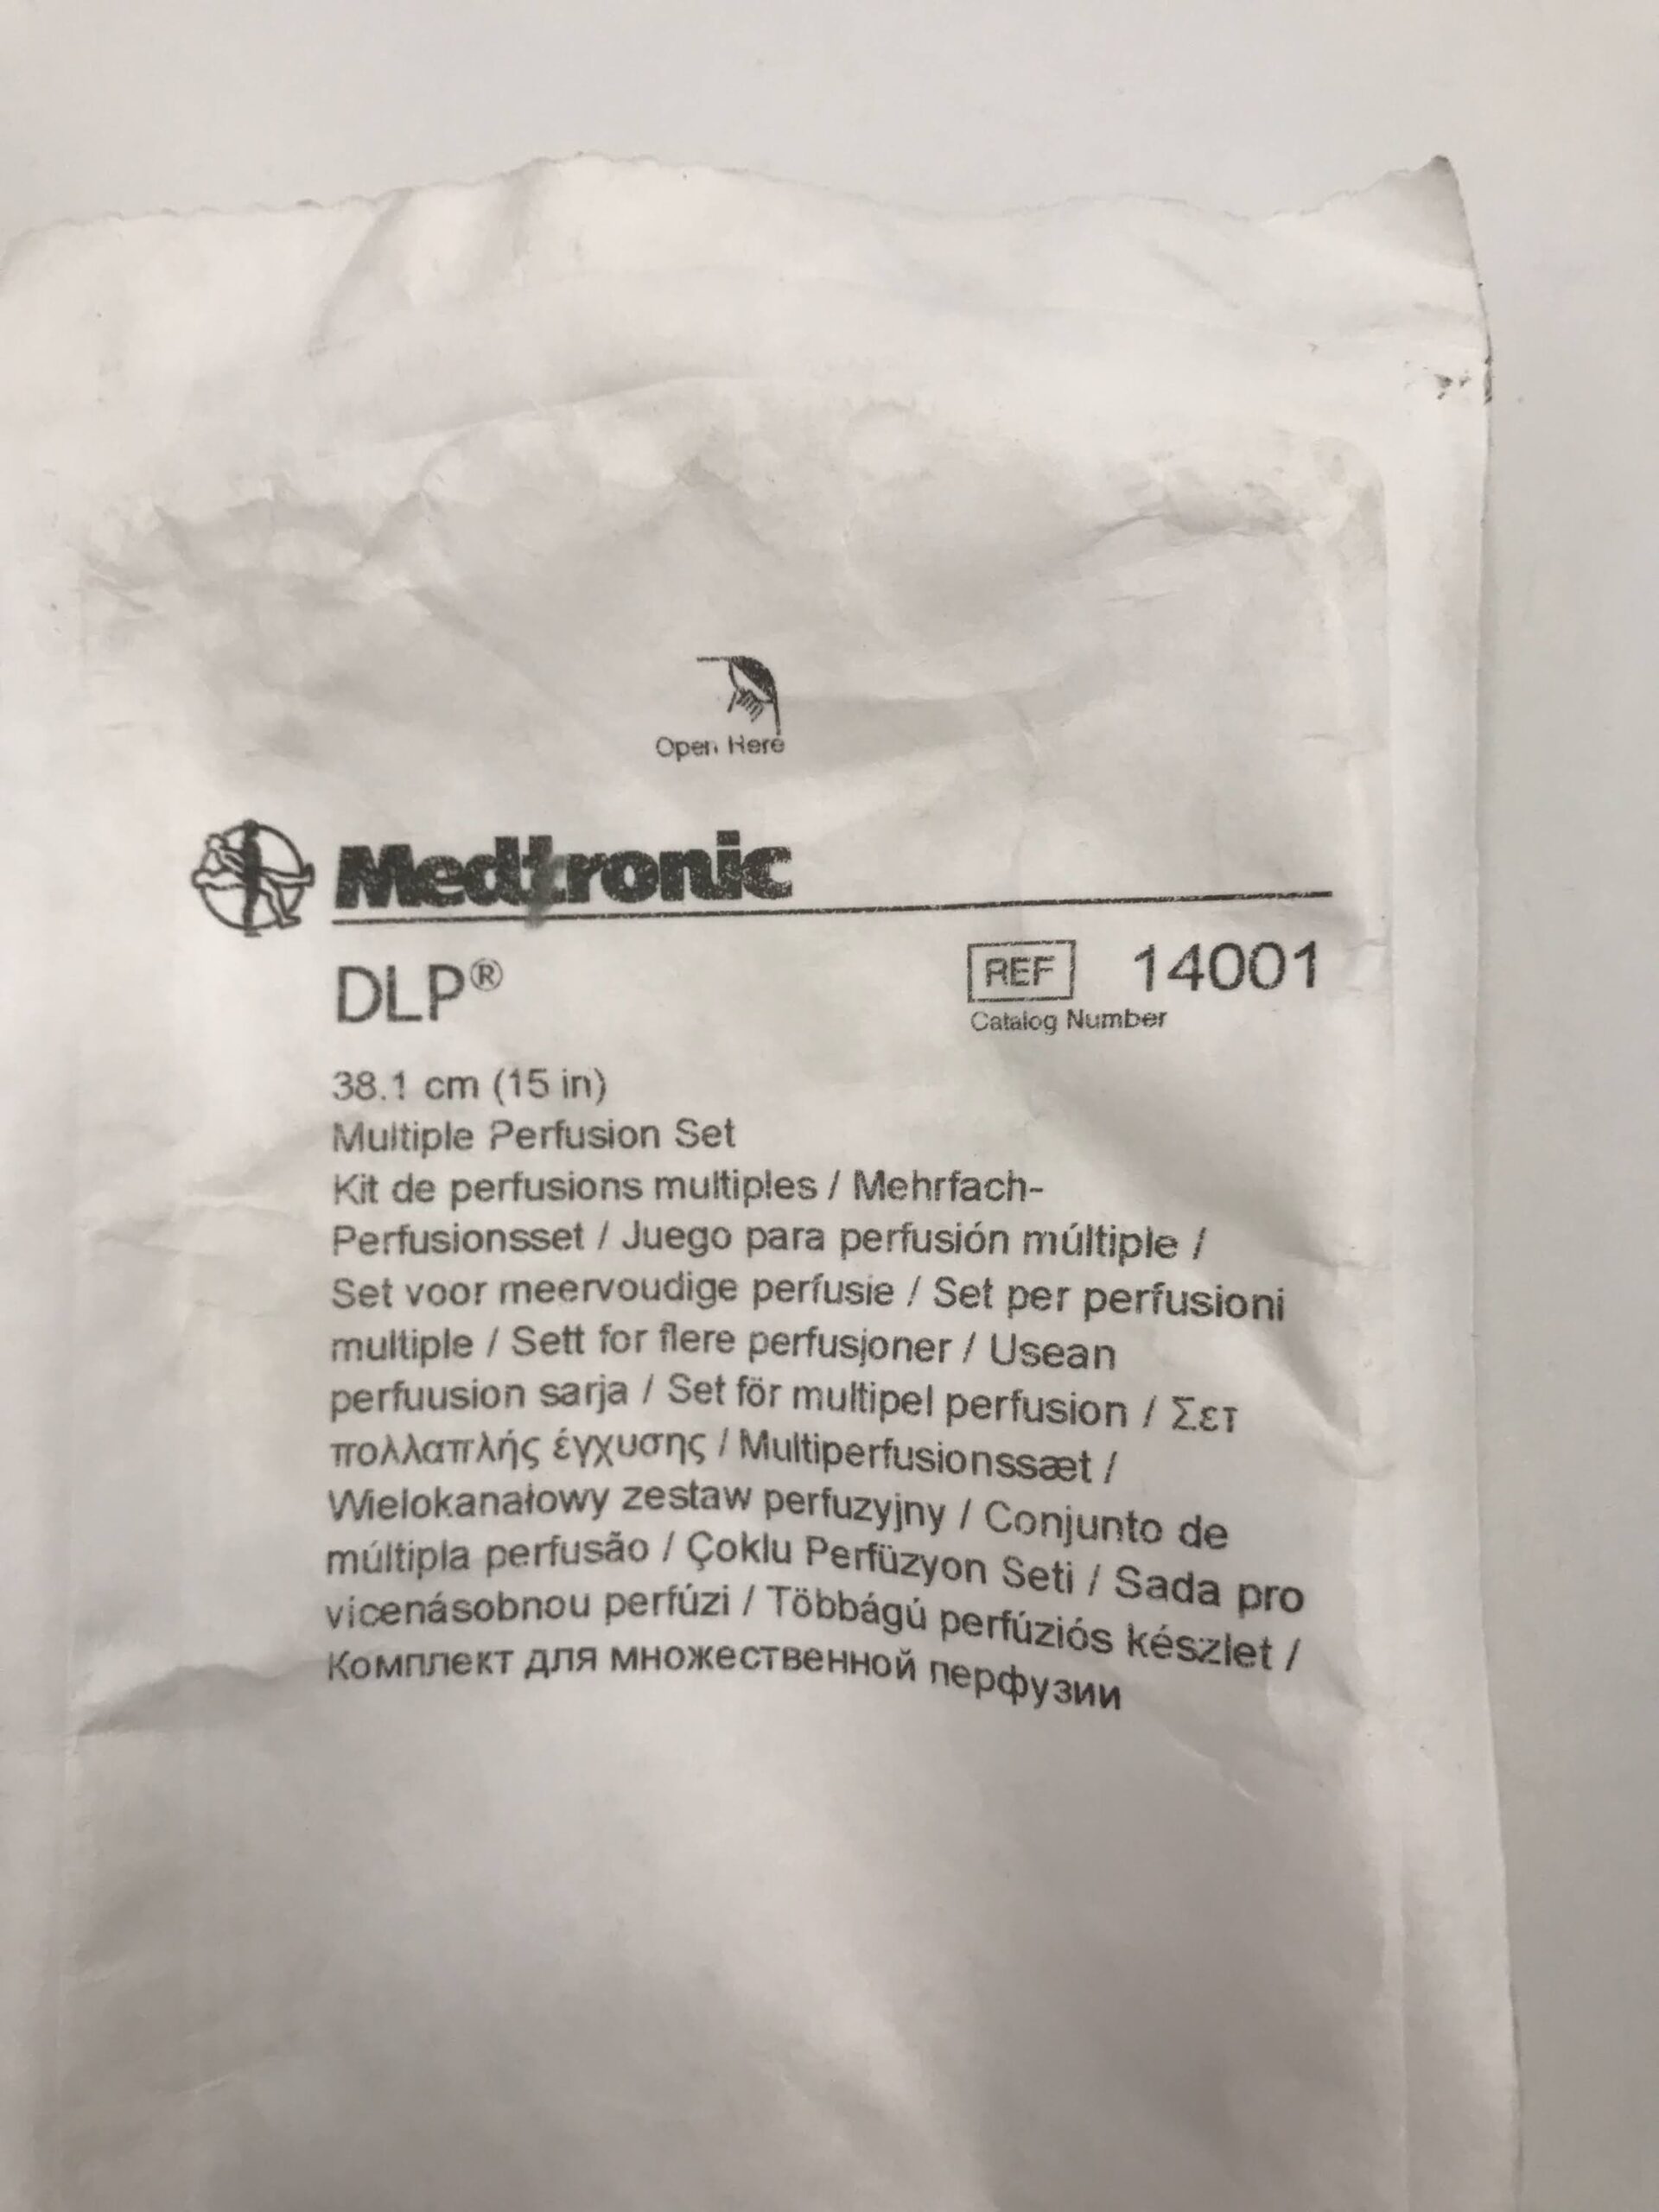 Open Here
Medtronic
DLP®
REF 14001
Catalog Number
38.1 cm (15 in)
Multiple Perfusion Set
Kit de perfusions multiples / Mehrfach-
Perfusionsset / Juego para perfusión múltiple /
Set voor meervoudige perfusie / Set per perfusioni
multiple / Sett for flere perfusjoner / Usean
perfuusion sarja / Set för multipel perfusion / Σετ
πολλαπλής έγχυσης / Multiperfusionssæt /
Wielokanałowy zestaw perfuzyjny / Conjunto de
múltipla perfusão / Çoklu Perfüzyon Seti / Sada pro
vícenásobnou perfúzi / Többágú perfúziós készlet /
Комплект для множественной перфузии